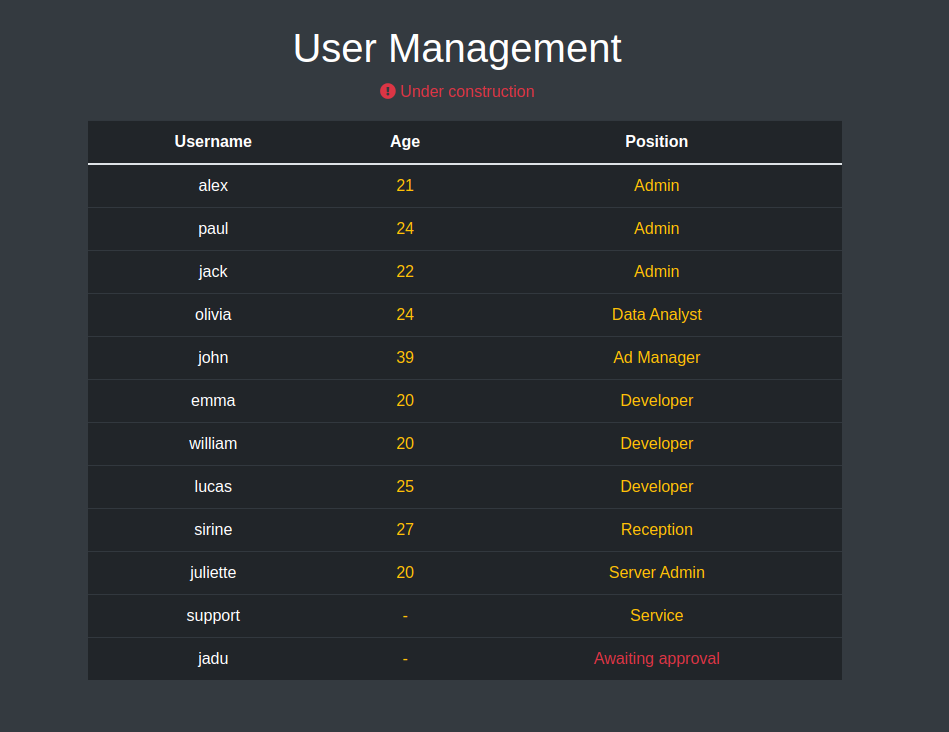 User Management
Under construction
Username Age Position
alex 21 Admin
paul 24 Admin
jack 22 Admin
olivia 24 Data Analyst
john 39 Ad Manager
emma 20 Developer
william 20 Developer
lucas 25 Developer
sirine 27 Reception
juliette 20 Server Admin
support - Service
jadu - Awaiting approval